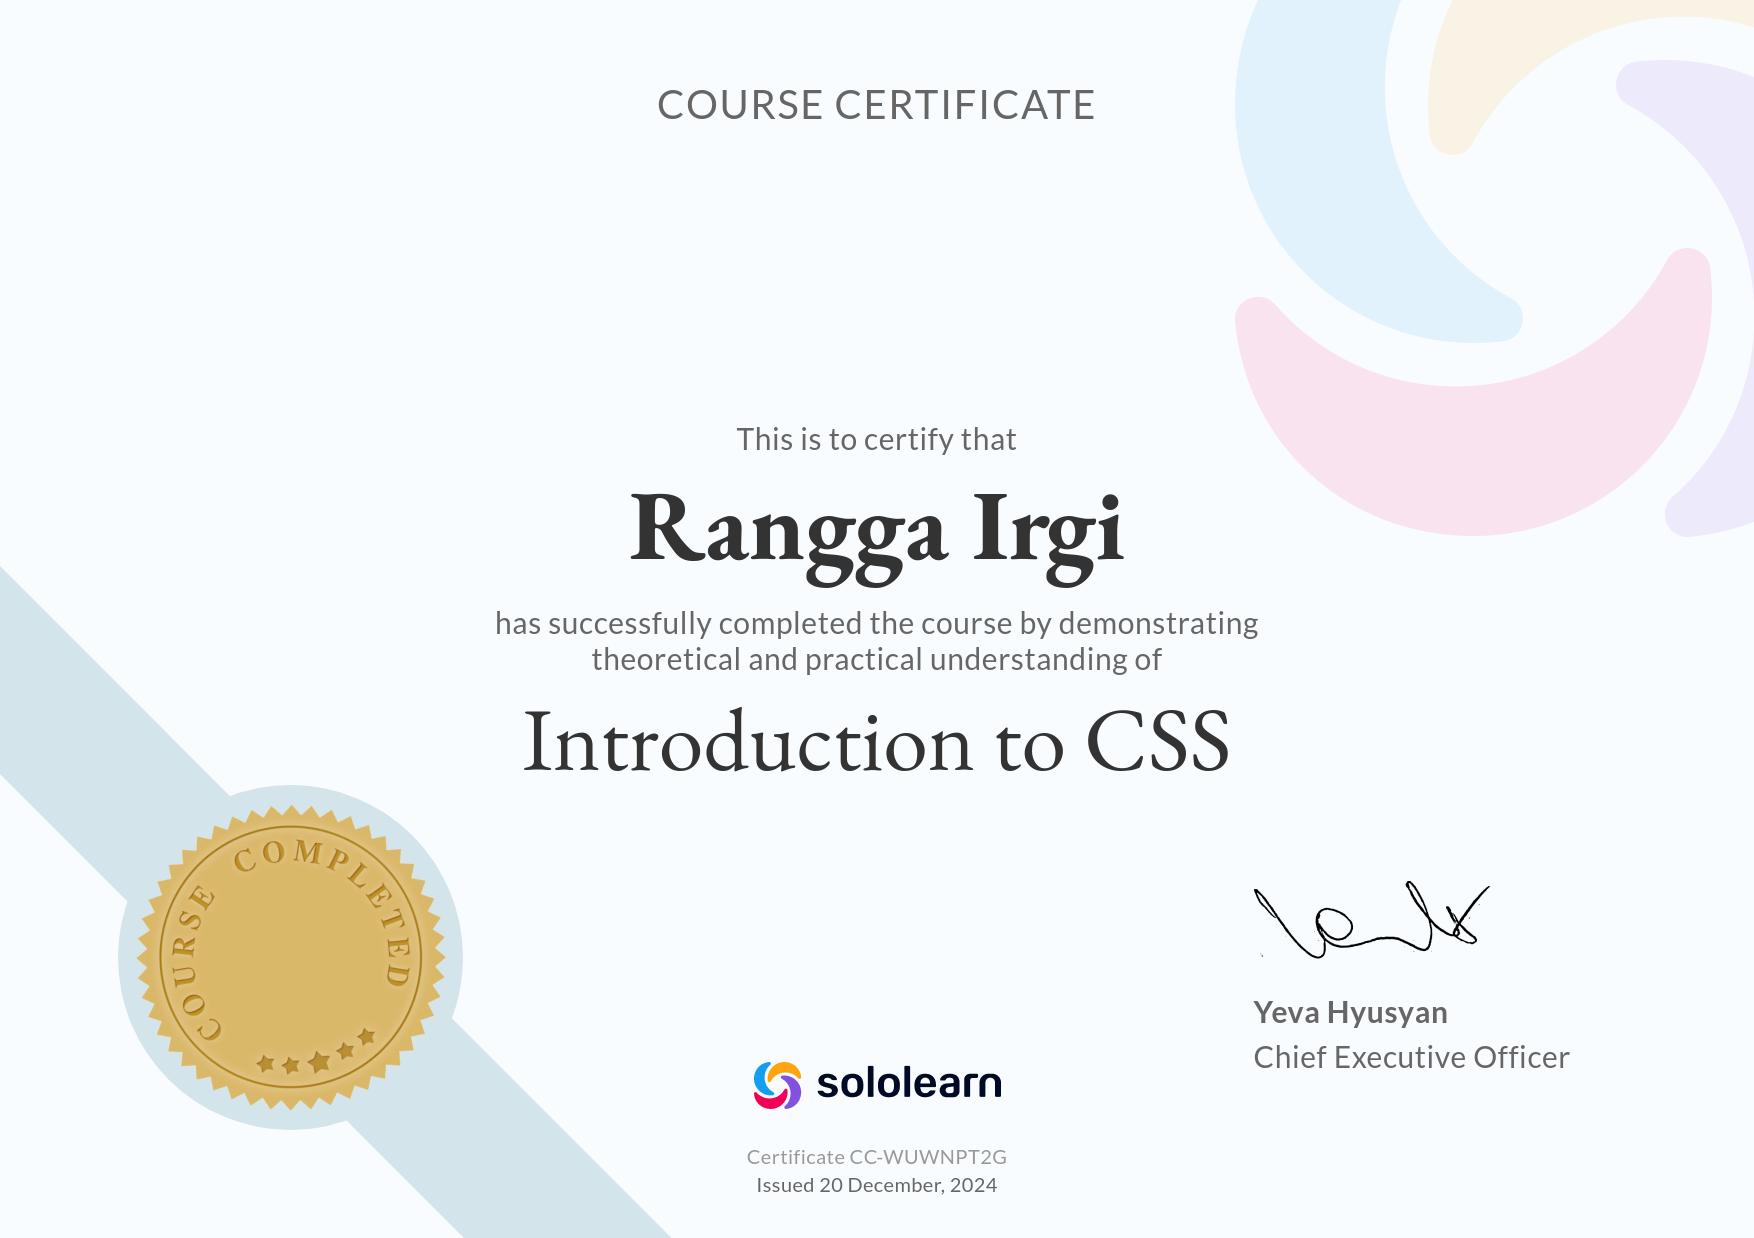 COURSE CERTIFICATE
This is to certify that
Rangga Irgi
has successfully completed the course by demonstrating
theoretical and practical understanding of
Introduction to CSS
COURSE COMPLETED
Yeva Hyusyan
Chief Executive Officer
sololearn
Certificate CC-WUWNPT2G
Issued 20 December, 2024